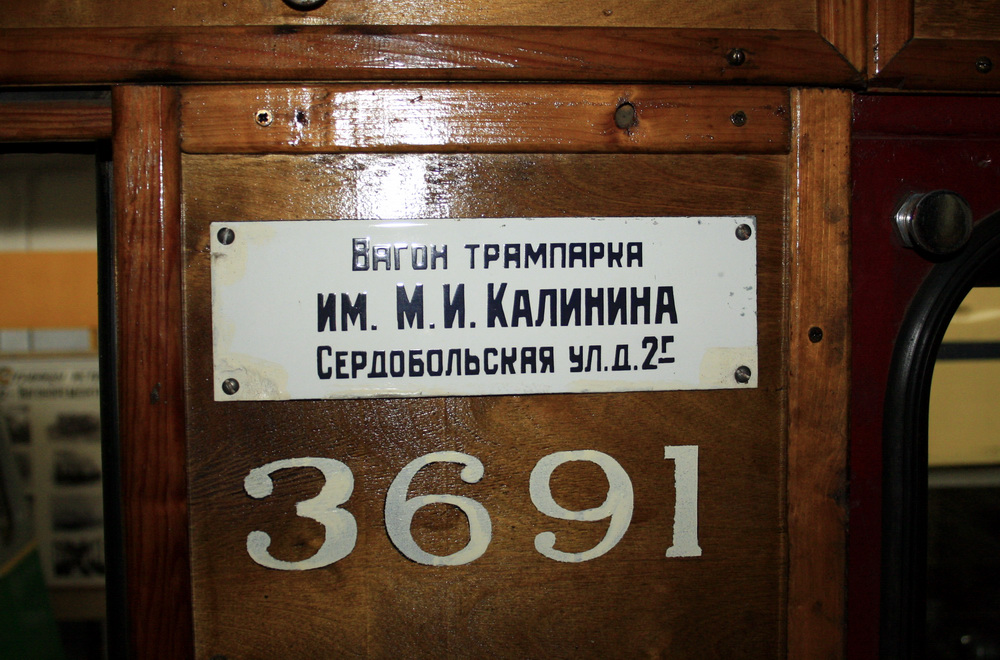 Вагон трампарка
им. М.И. Калинина
Сердобольская ул.д.2г
3691